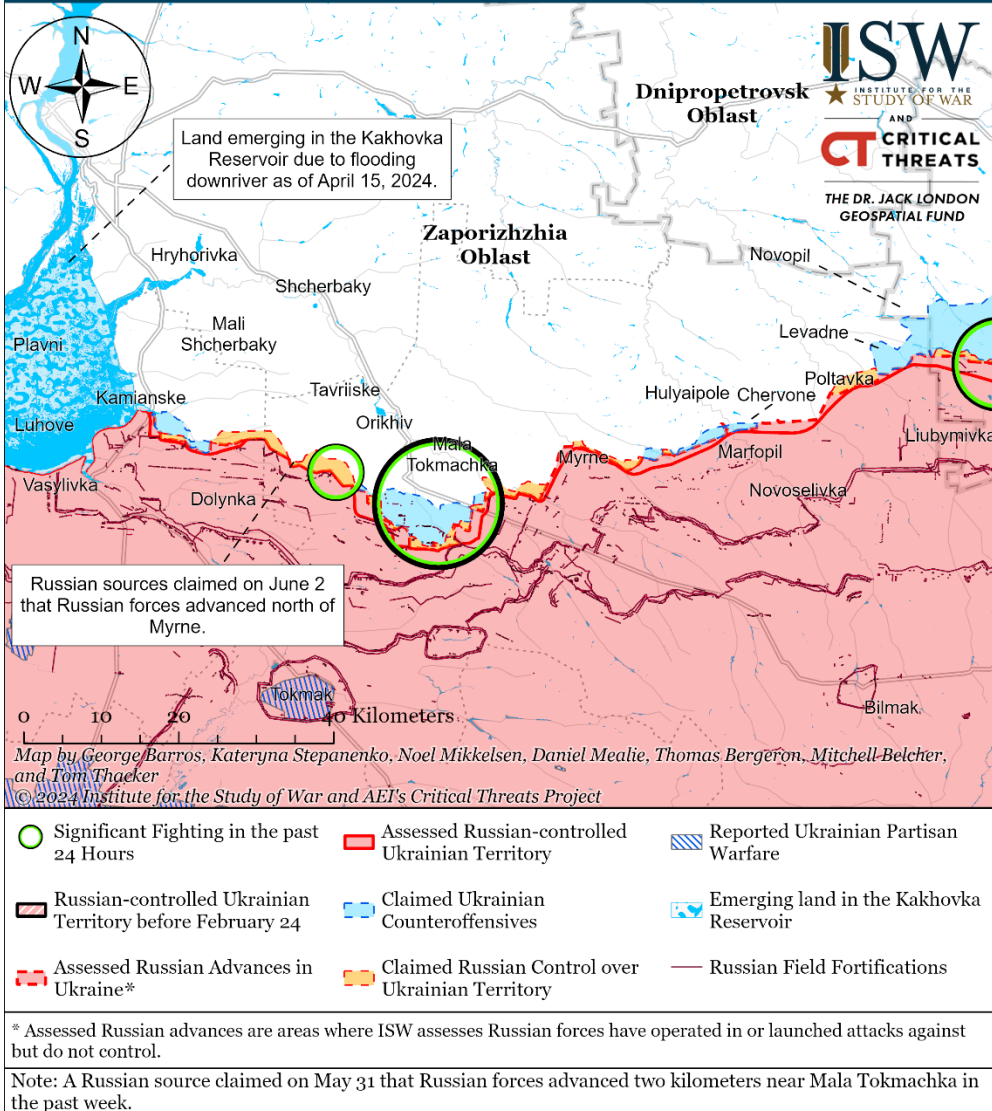 N
W
E
S
ISW
INSTITUTE FOR THE
STUDY OF WAR
AND
CT CRITICAL
THREATS
THE DR. JACK LONDON
GEOSPATIAL FUND
Dnipropetrovsk
Oblast
Land emerging in the Kakhovka
Reservoir due to flooding
downriver as of April 15, 2024.
Zaporizhzhia
Oblast
Novopil
Hryhorivka
Shcherbaky
Mali
Shcherbaky
Plavni
Levadne
Poltavka
Tavriiske
Hulyaipole
Chervone
Kamianske
Orikhiv
Luhove
Mala
Tokmachka
Myrne
Marfopil
Liubymivka
Vasylivka
Dolynka
Novoselivka
Russian sources claimed on June 2
that Russian forces advanced north of
Myrne.
Tokmak
Bilmak
0 10 20 40 Kilometers
Map by George Barros, Kateryna Stepanenko, Noel Mikkelsen, Daniel Mealie, Thomas Bergeron, Mitchell Belcher,
and Tom Thacker
© 2024 Institute for the Study of War and AEI's Critical Threats Project
Significant Fighting in the past
24 Hours
Russian-controlled Ukrainian
Territory before February 24
Assessed Russian Advances in
Ukraine*
Assessed Russian-controlled
Ukrainian Territory
Claimed Ukrainian
Counteroffensives
Claimed Russian Control over
Ukrainian Territory
Reported Ukrainian Partisan
Warfare
Emerging land in the Kakhovka
Reservoir
Russian Field Fortifications
* Assessed Russian advances are areas where ISW assesses Russian forces have operated in or launched attacks against
but do not control.
Note: A Russian source claimed on May 31 that Russian forces advanced two kilometers near Mala Tokmachka in
the past week.